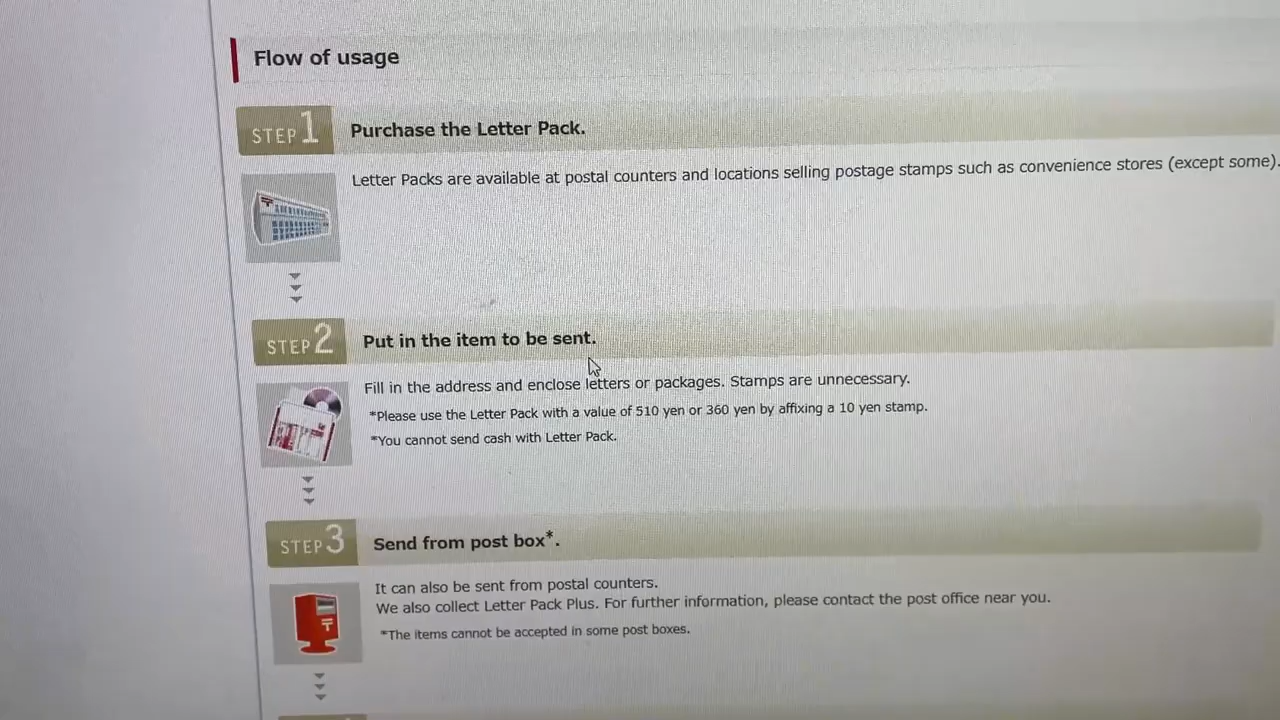 Flow of usage
STEP 1 Purchase the Letter Pack.
Letter Packs are available at postal counters and locations selling postage stamps such as convenience stores (except some).
STEP 2 Put in the item to be sent.
Fill in the address and enclose letters or packages. Stamps are unnecessary.
*Please use the Letter Pack with a value of 510 yen or 360 yen by affixing a 10 yen stamp.
*You cannot send cash with Letter Pack.
STEP 3 Send from post box*.
It can also be sent from postal counters.
We also collect Letter Pack Plus. For further information, please contact the post office near you.
*The items cannot be accepted in some post boxes.